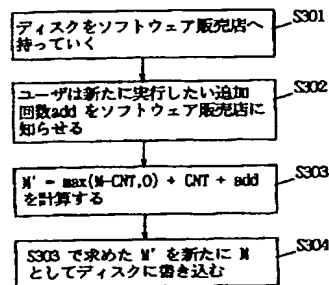 ディスクをソフトウェア販売店へ
持っていく
S301
ユーザは新たに実行したい追加
回数add をソフトウェア販売店に
知らせる
S302
M' = max(M-CNT,0) + CNT + add
を計算する
S303
S303 で求めた M' を新たに M
としてディスクに書き込む
S304